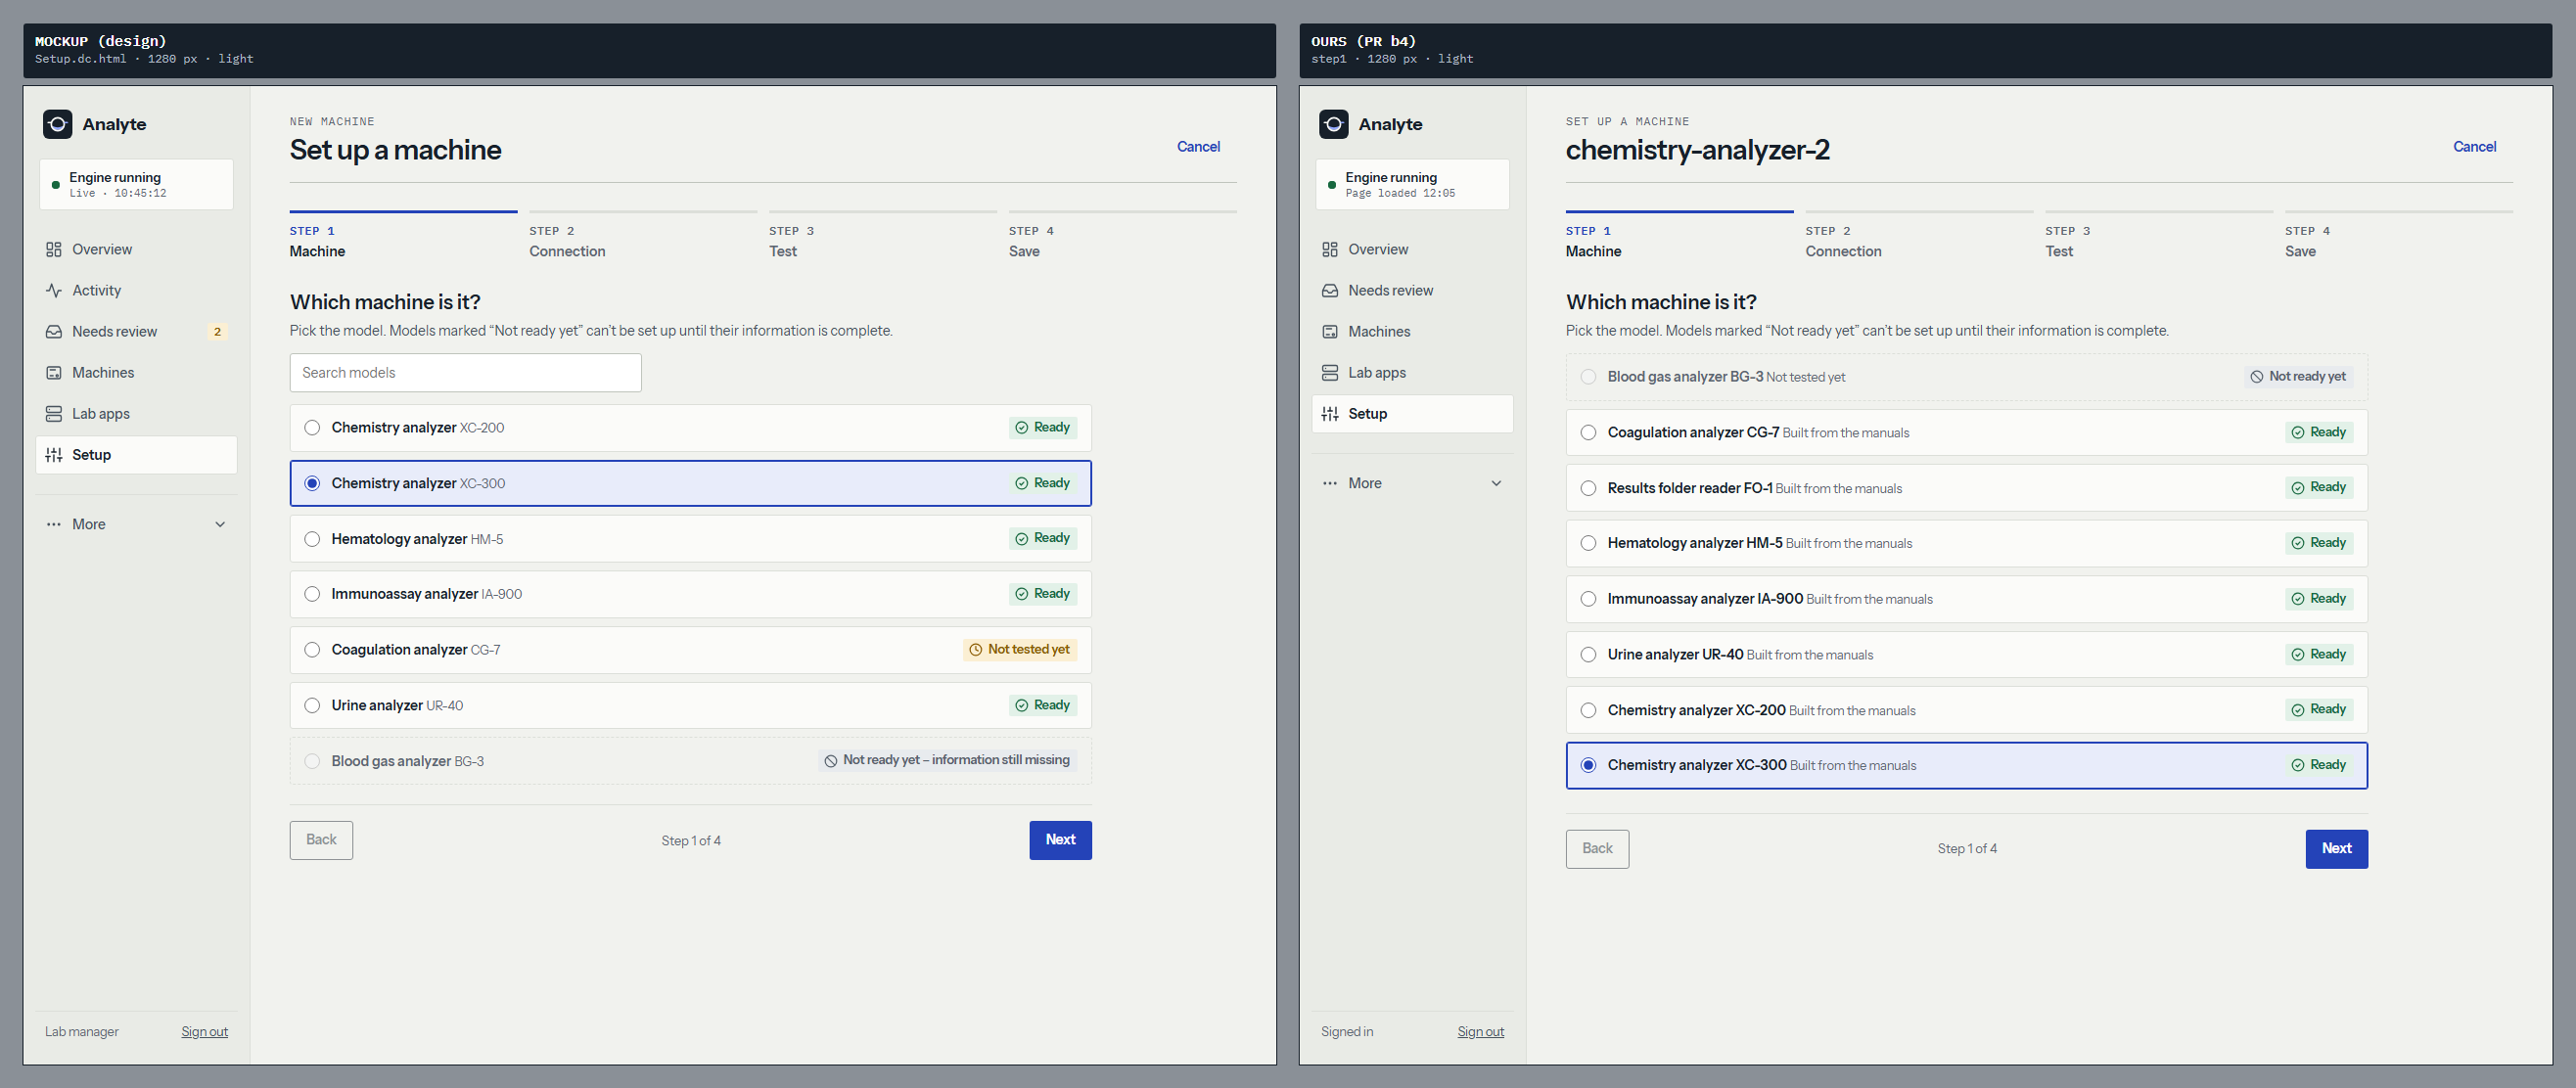 MOCKUP (design)
Setup.dc.html · 1280 px · light
Analyte
Engine running
Live · 10:45:12
Overview
Activity
Needs review 2
Machines
Lab apps
Setup
More
Lab manager Sign out
NEW MACHINE
Set up a machine
Cancel
STEP 1 STEP 2 STEP 3 STEP 4
Machine Connection Test Save
Which machine is it?
Pick the model. Models marked “Not ready yet” can’t be set up until their information is complete.
Search models
Chemistry analyzer XC-200 Ready
Chemistry analyzer XC-300 Ready
Hematology analyzer HM-5 Ready
Immunoassay analyzer IA-900 Ready
Coagulation analyzer CG-7 Not tested yet
Urine analyzer UR-40 Ready
Blood gas analyzer BG-3 Not ready yet – information still missing
Back Step 1 of 4 Next
OURS (PR b4)
step1 · 1280 px · light
Analyte
Engine running
Page loaded 12:05
Overview
Needs review
Machines
Lab apps
Setup
More
Signed in Sign out
SET UP A MACHINE
chemistry-analyzer-2
Cancel
STEP 1 STEP 2 STEP 3 STEP 4
Machine Connection Test Save
Which machine is it?
Pick the model. Models marked “Not ready yet” can’t be set up until their information is complete.
Blood gas analyzer BG-3 Not tested yet Not ready yet
Coagulation analyzer CG-7 Built from the manuals Ready
Results folder reader FO-1 Built from the manuals Ready
Hematology analyzer HM-5 Built from the manuals Ready
Immunoassay analyzer IA-900 Built from the manuals Ready
Urine analyzer UR-40 Built from the manuals Ready
Chemistry analyzer XC-200 Built from the manuals Ready
Chemistry analyzer XC-300 Built from the manuals Ready
Back Step 1 of 4 Next